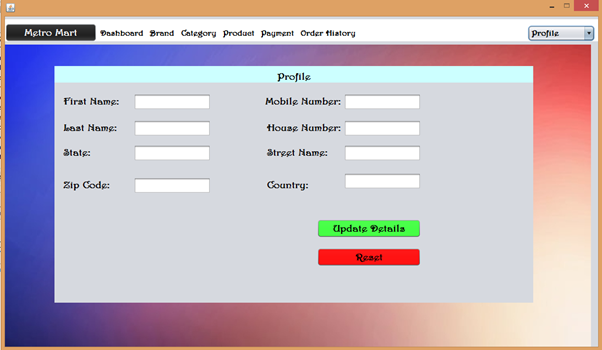 Metro Mart Dashboard Brand Category Product Payment Order History Profile
Profile
First Name: Mobile Number:
Last Name: House Number:
State: Street Name:
Zip Code: Country:
Update Details
Reset